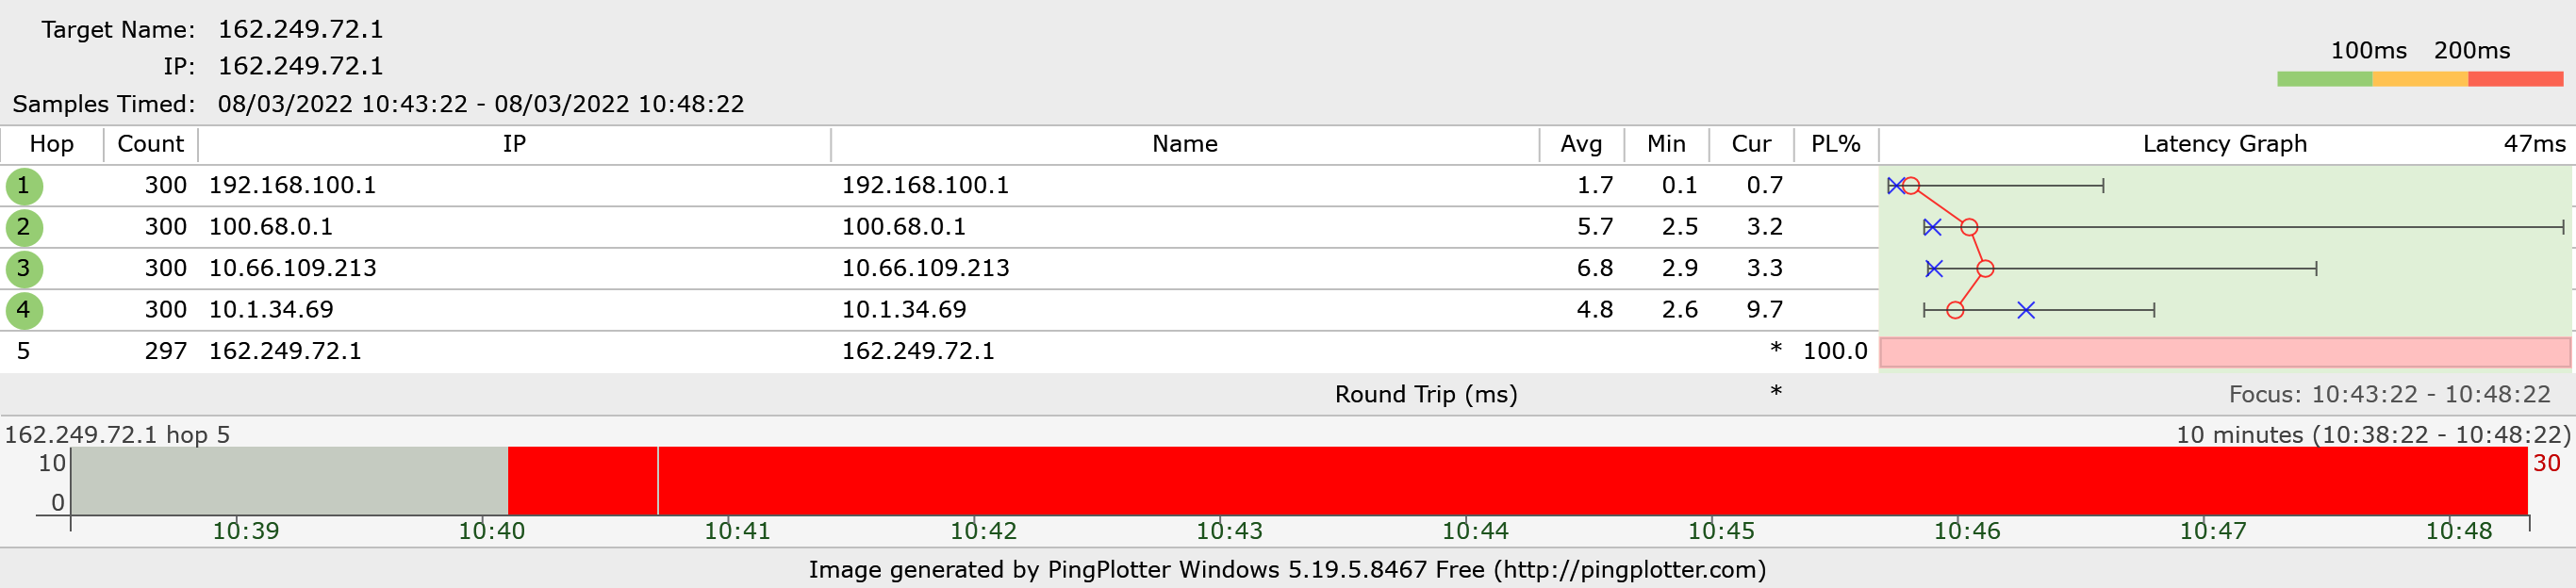 Target Name: 162.249.72.1
IP: 162.249.72.1
100ms 200ms
Samples Timed: 08/03/2022 10:43:22 - 08/03/2022 10:48:22
Hop Count IP Name Avg Min Cur PL% Latency Graph 47ms
1 300 192.168.100.1 192.168.100.1 1.7 0.1 0.7
2 300 100.68.0.1 100.68.0.1 5.7 2.5 3.2
3 300 10.66.109.213 10.66.109.213 6.8 2.9 3.3
4 300 10.1.34.69 10.1.34.69 4.8 2.6 9.7
5 297 162.249.72.1 162.249.72.1 * 100.0
Round Trip (ms) * Focus: 10:43:22 - 10:48:22
162.249.72.1 hop 5 10 minutes (10:38:22 - 10:48:22)
10 30
0
10:39 10:40 10:41 10:42 10:43 10:44 10:45 10:46 10:47 10:48
Image generated by PingPlotter Windows 5.19.5.8467 Free (http://pingplotter.com)